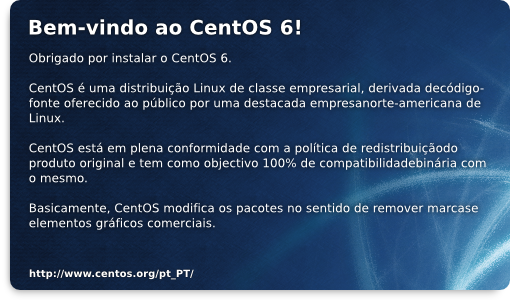 Bem-vindo ao CentOS 6!
Obrigado por instalar o CentOS 6.
CentOS é uma distribuição Linux de classe empresarial, derivada decódigo-
fonte oferecido ao público por uma destacada empresanorte-americana de
Linux.
CentOS está em plena conformidade com a política de redistribuiçãodo
produto original e tem como objectivo 100% de compatibilidadebinária com
o mesmo.
Basicamente, CentOS modifica os pacotes no sentido de remover marcase
elementos gráficos comerciais.
http://www.centos.org/pt_PT/